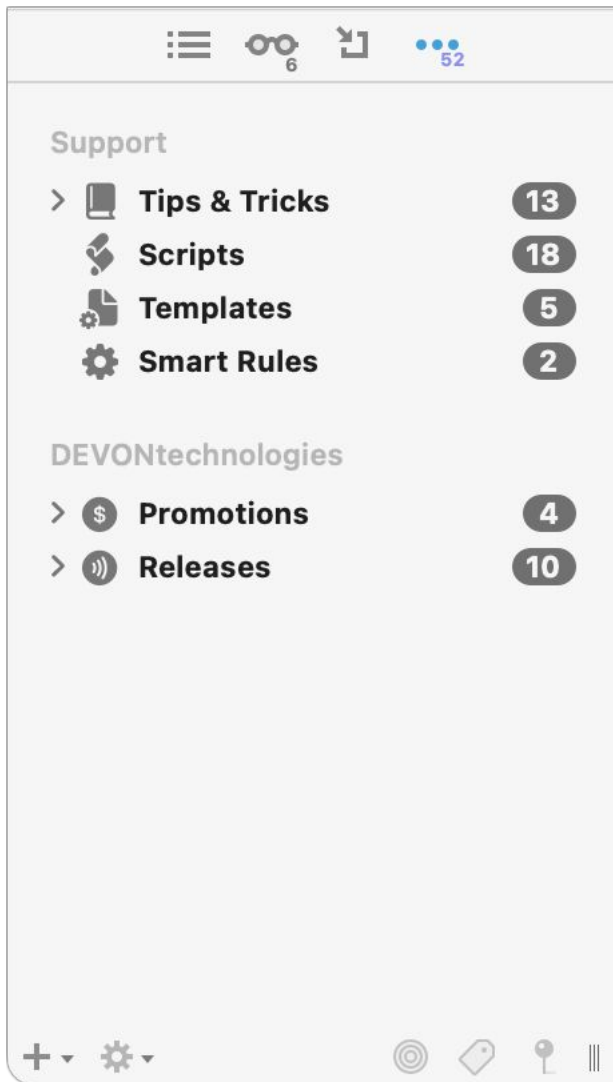 6
52
Support
Tips & Tricks 13
Scripts 18
Templates 5
Smart Rules 2
DEVONtechnologies
$ Promotions 4
Releases 10